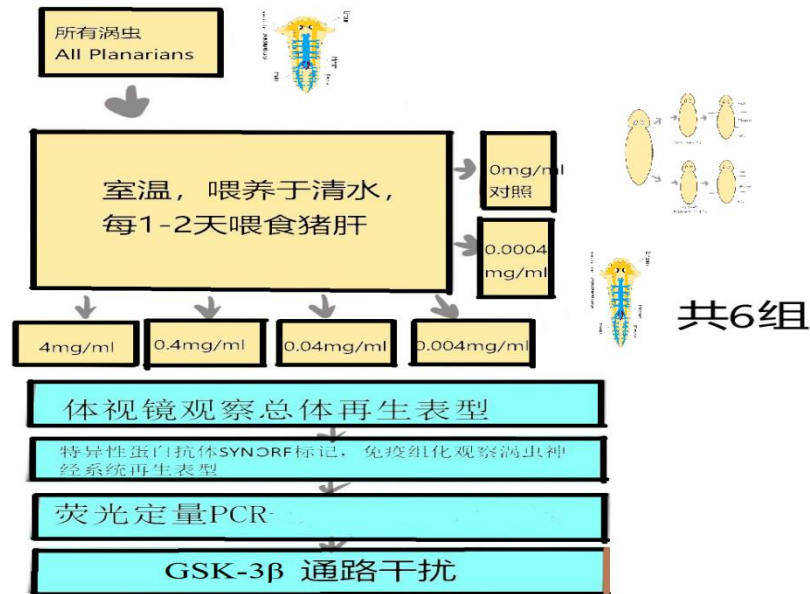 所有涡虫
All Planarians
室温，喂养于清水，
每1-2天喂食猪肝
0mg/ml
对照
0.0004
mg/ml
4mg/ml
0.4mg/ml
0.04mg/ml
0.004mg/ml
共6组
体视镜观察总体再生表型
特异性蛋白抗体SYNORF标记，免疫组化观察涡虫神
经系统再生表型
荧光定量PCR
GSK-3β 通路干扰